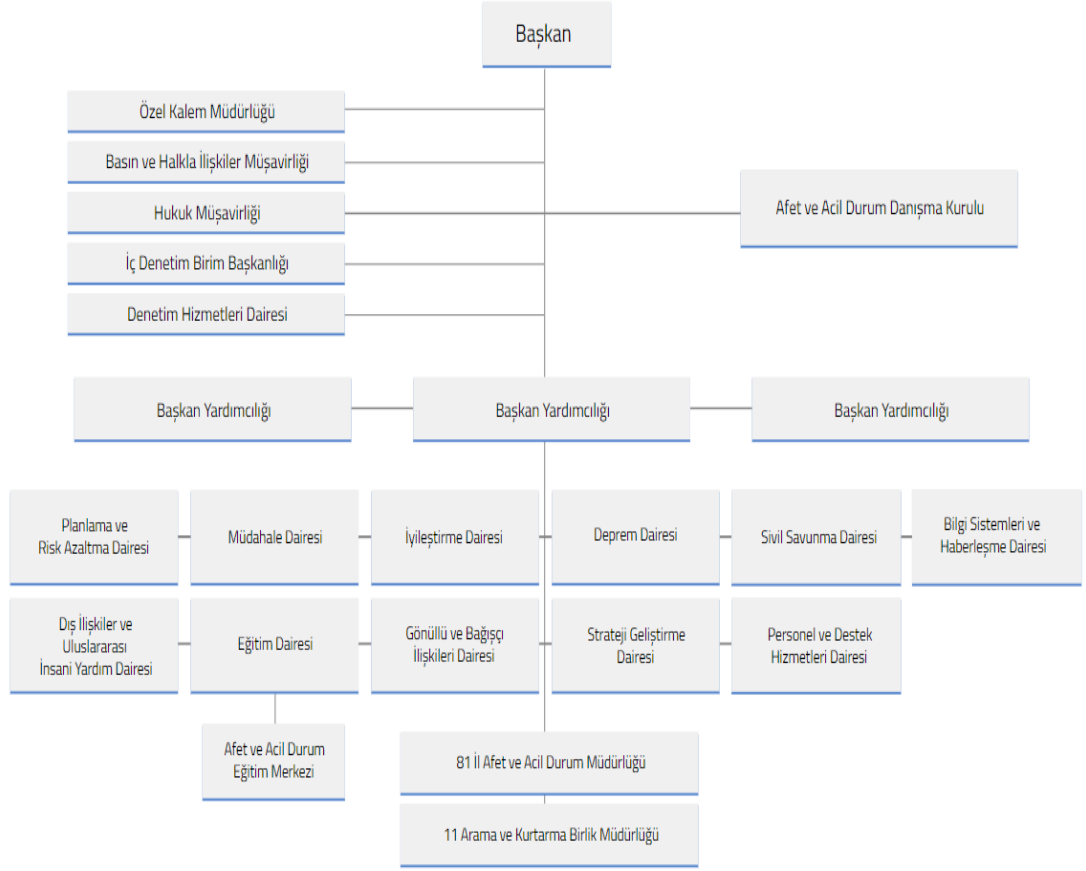 Başkan
Özel Kalem Müdürlüğü
Basın ve Halkla İlişkiler Müşavirliği
Hukuk Müşavirliği
Afet ve Acil Durum Danışma Kurulu
İç Denetim Birim Başkanlığı
Denetim Hizmetleri Dairesi
Başkan Yardımcılığı
Başkan Yardımcılığı
Başkan Yardımcılığı
Planlama ve
Risk Azaltma Dairesi
Müdahale Dairesi
İyileştirme Dairesi
Deprem Dairesi
Sivil Savunma Dairesi
Bilgi Sistemleri ve
Haberleşme Dairesi
Dış İlişkiler ve
Uluslararası
İnsani Yardım Dairesi
Eğitim Dairesi
Gönüllü ve Bağışçı
İlişkileri Dairesi
Strateji Geliştirme
Dairesi
Personel ve Destek
Hizmetleri Dairesi
Afet ve Acil Durum
Eğitim Merkezi
81 İl Afet ve Acil Durum Müdürlüğü
11 Arama ve Kurtarma Birlik Müdürlüğü